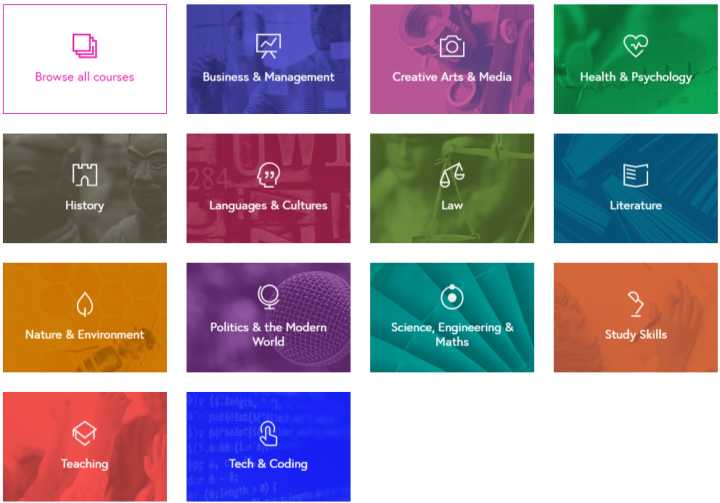 Browse all courses
Business & Management
Creative Arts & Media
Health & Psychology
History
Languages & Cultures
Law
Literature
Nature & Environment
Politics & the Modern
World
Science, Engineering &
Maths
Study Skills
Teaching
Tech & Coding